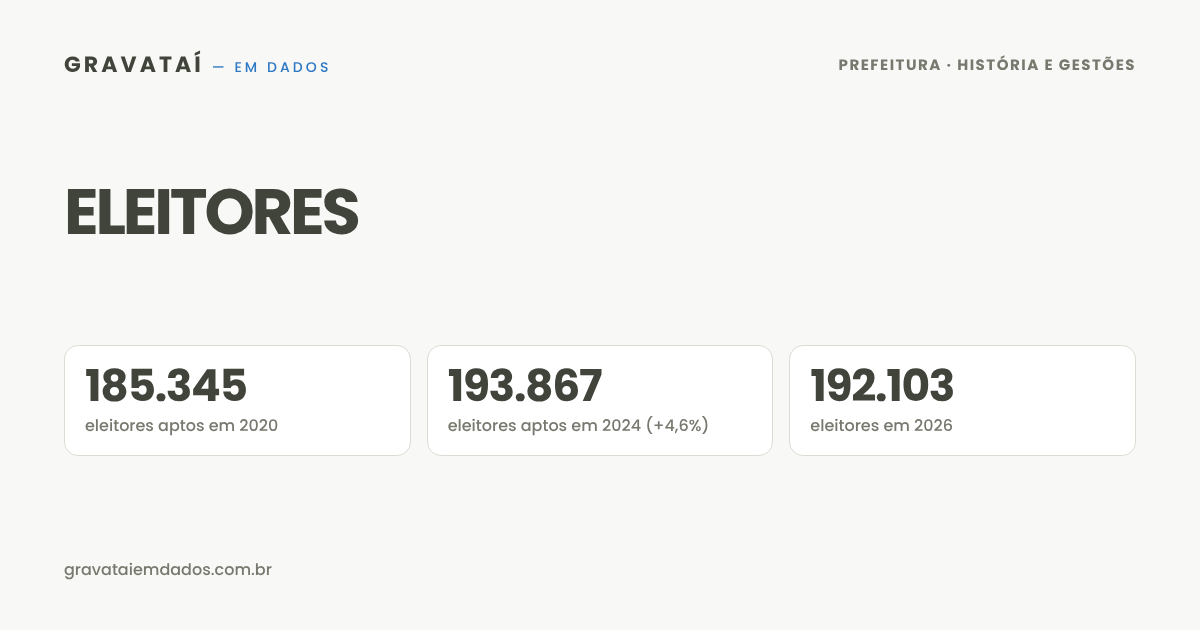 GRAVATAÍ — EM DADOS
PREFEITURA · HISTÓRIA E GESTÕES
ELEITORES
185.345
eleitores aptos em 2020
193.867
eleitores aptos em 2024 (+4,6%)
192.103
eleitores em 2026
gravataiemdados.com.br